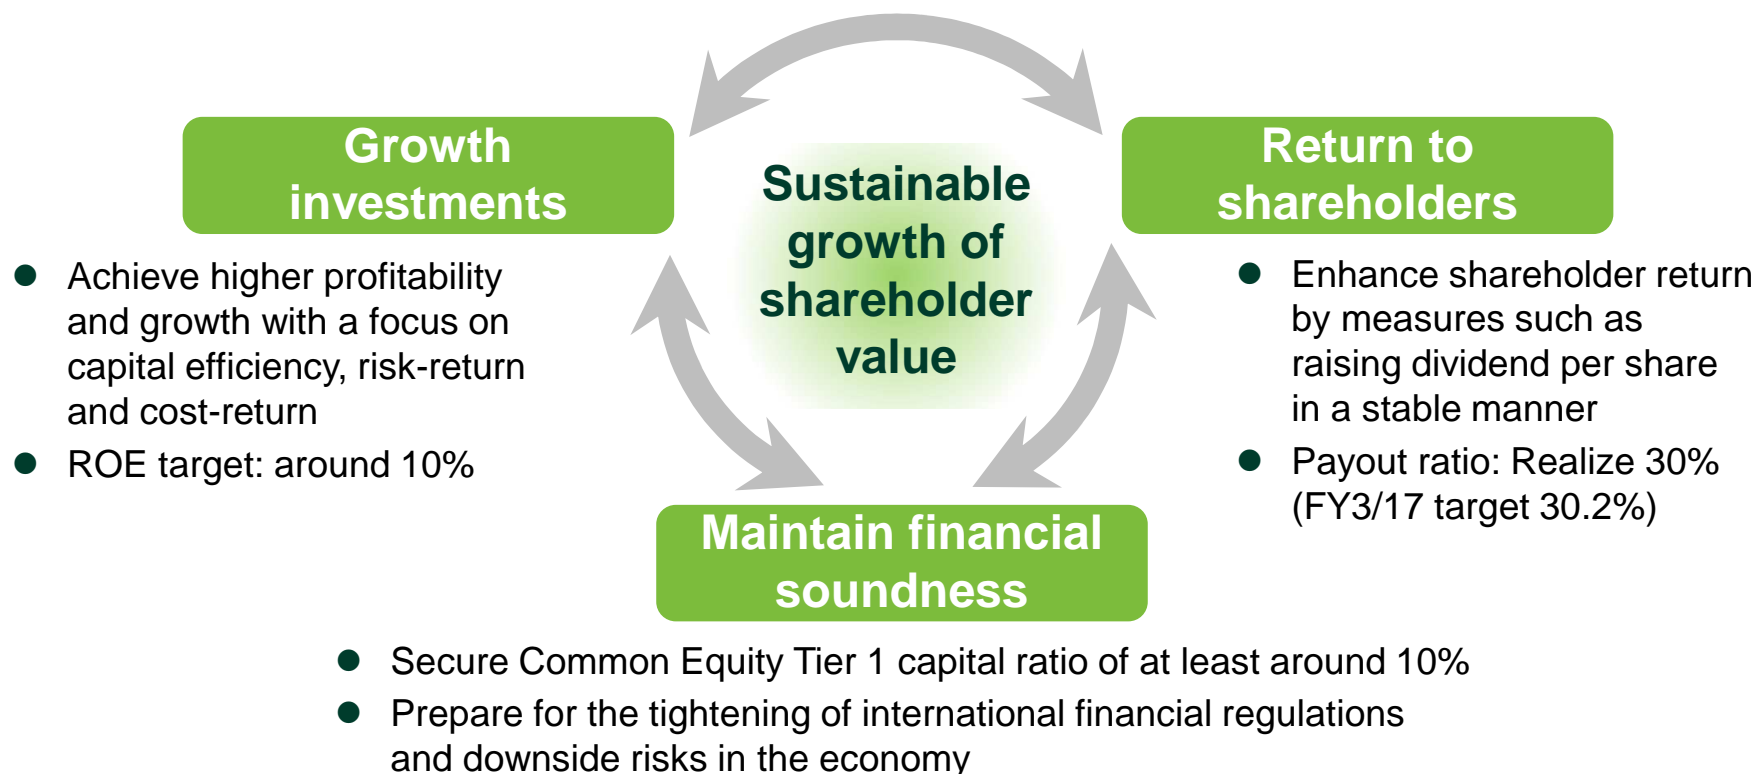 Growth
investments
Sustainable
growth of
shareholder
value
Return to
shareholders
● Achieve higher profitability
and growth with a focus on
capital efficiency, risk-return
and cost-return
● ROE target: around 10%
● Enhance shareholder return
by measures such as
raising dividend per share
in a stable manner
● Payout ratio: Realize 30%
(FY3/17 target 30.2%)
Maintain financial
soundness
● Secure Common Equity Tier 1 capital ratio of at least around 10%
● Prepare for the tightening of international financial regulations
and downside risks in the economy